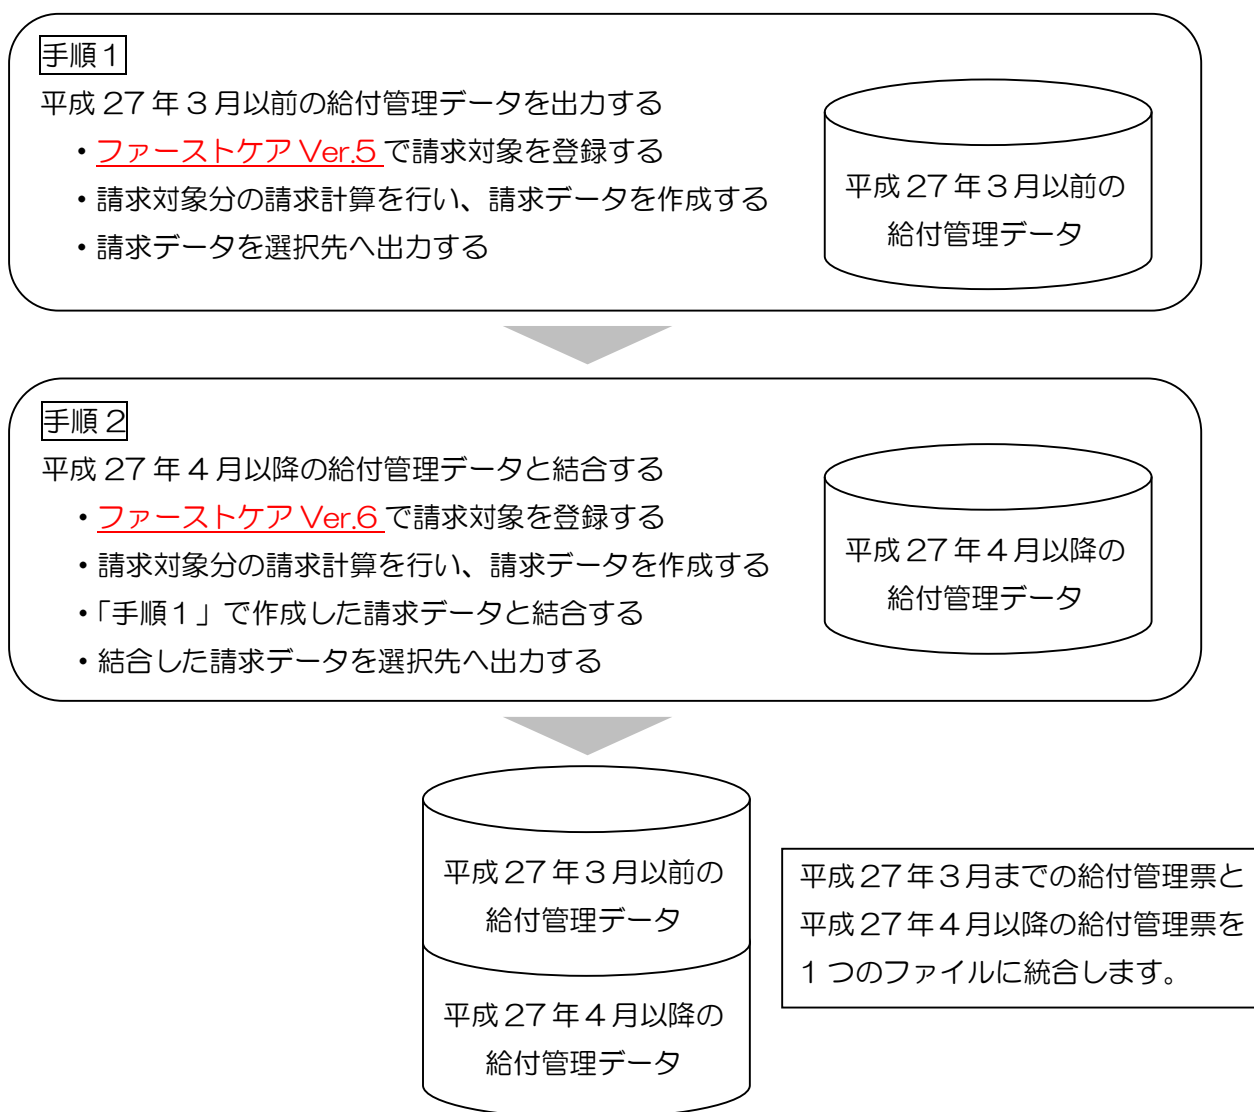 手順1
平成 27 年 3 月以前の給付管理データを出力する
・ファーストケア Ver.5 で請求対象を登録する
・請求対象分の請求計算を行い、請求データを作成する
・請求データを選択先へ出力する
平成 27 年 3 月以前の
給付管理データ
手順2
平成 27 年 4 月以降の給付管理データと結合する
・ファーストケア Ver.6 で請求対象を登録する
・請求対象分の請求計算を行い、請求データを作成する
・「手順1」で作成した請求データと結合する
・結合した請求データを選択先へ出力する
平成 27 年 4 月以降の
給付管理データ
平成 27 年 3 月以前の
給付管理データ
平成 27 年 4 月以降の
給付管理データ
平成 27 年 3 月までの給付管理票と
平成 27 年 4 月以降の給付管理票を
1 つのファイルに統合します。